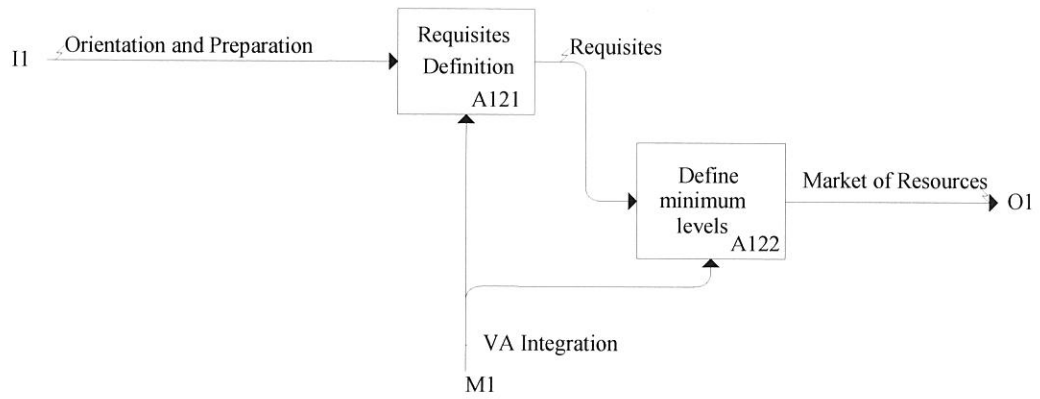 I1
Orientation and Preparation
Requisites
Definition
A121
Requisites
Define
minimum
levels
A122
Market of Resources
O1
VA Integration
M1